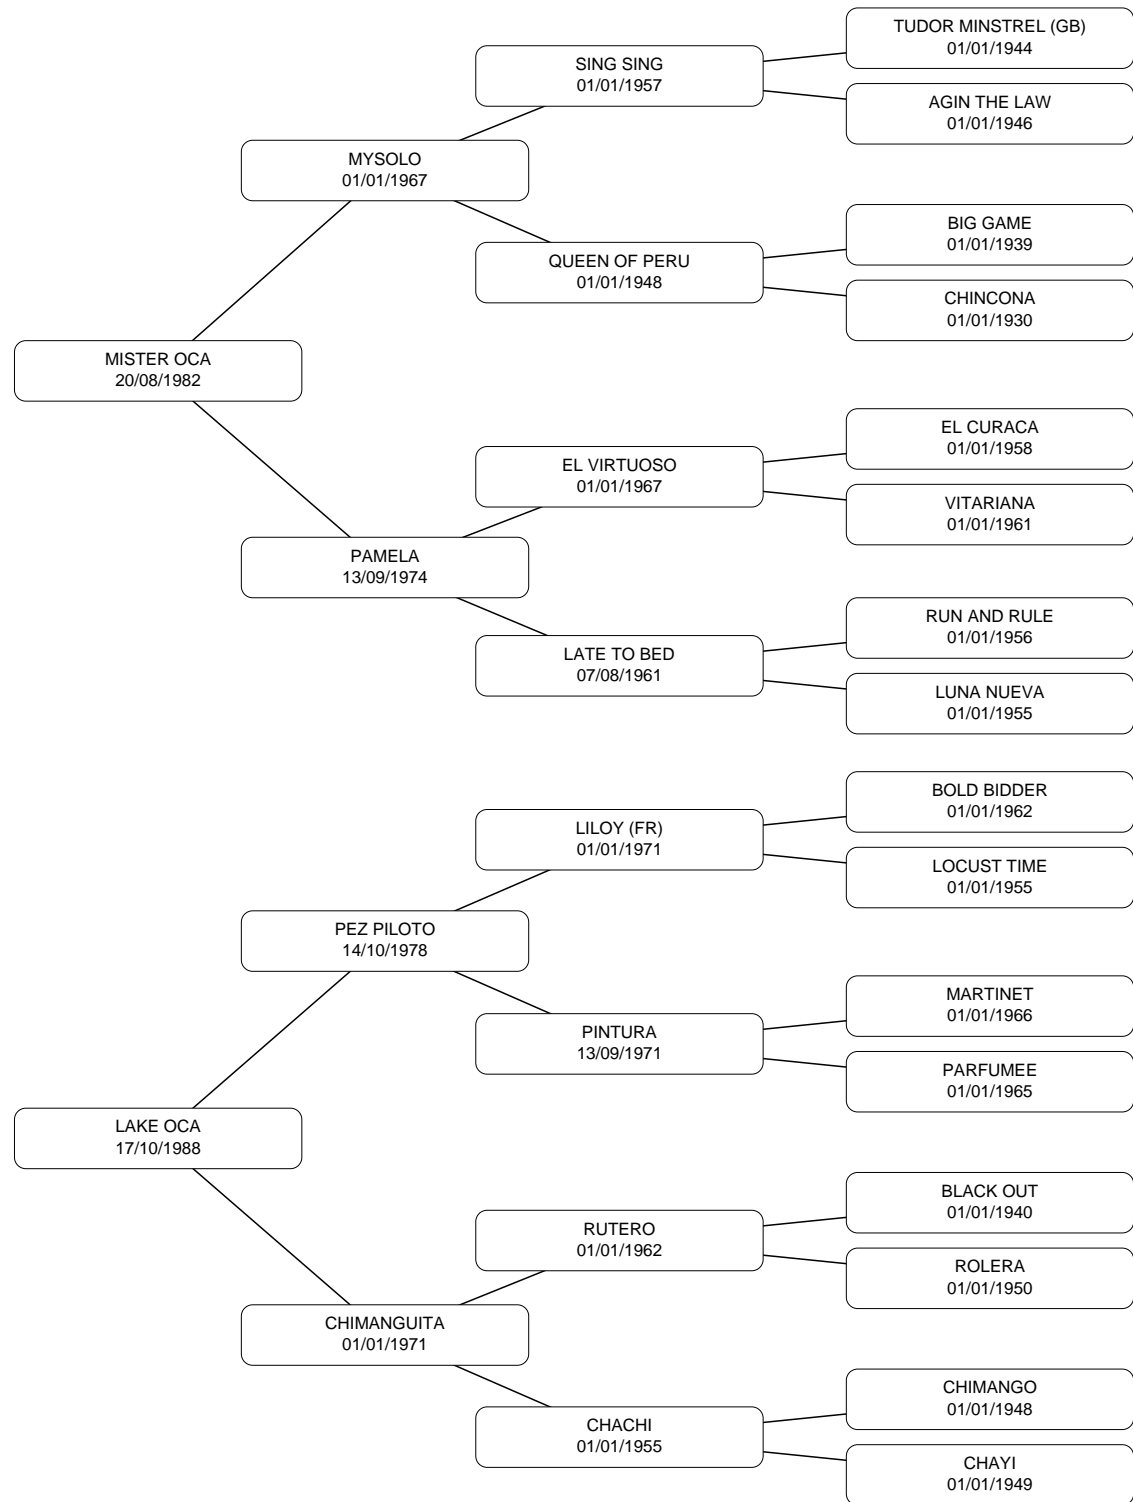 TUDOR MINSTREL (GB)
01/01/1944
SING SING
01/01/1957
AGIN THE LAW
01/01/1946
MYSOLO
01/01/1967
BIG GAME
01/01/1939
QUEEN OF PERU
01/01/1948
CHINCONA
01/01/1930
MISTER OCA
20/08/1982
EL CURACA
01/01/1958
EL VIRTUOSO
01/01/1967
VITARIANA
01/01/1961
PAMELA
13/09/1974
RUN AND RULE
01/01/1956
LATE TO BED
07/08/1961
LUNA NUEVA
01/01/1955
BOLD BIDDER
01/01/1962
LILOY (FR)
01/01/1971
LOCUST TIME
01/01/1955
PEZ PILOTO
14/10/1978
MARTINET
01/01/1966
PINTURA
13/09/1971
PARFUMEE
01/01/1965
LAKE OCA
17/10/1988
BLACK OUT
01/01/1940
RUTERO
01/01/1962
ROLERA
01/01/1950
CHIMANGUITA
01/01/1971
CHIMANGO
01/01/1948
CHACHI
01/01/1955
CHAYI
01/01/1949